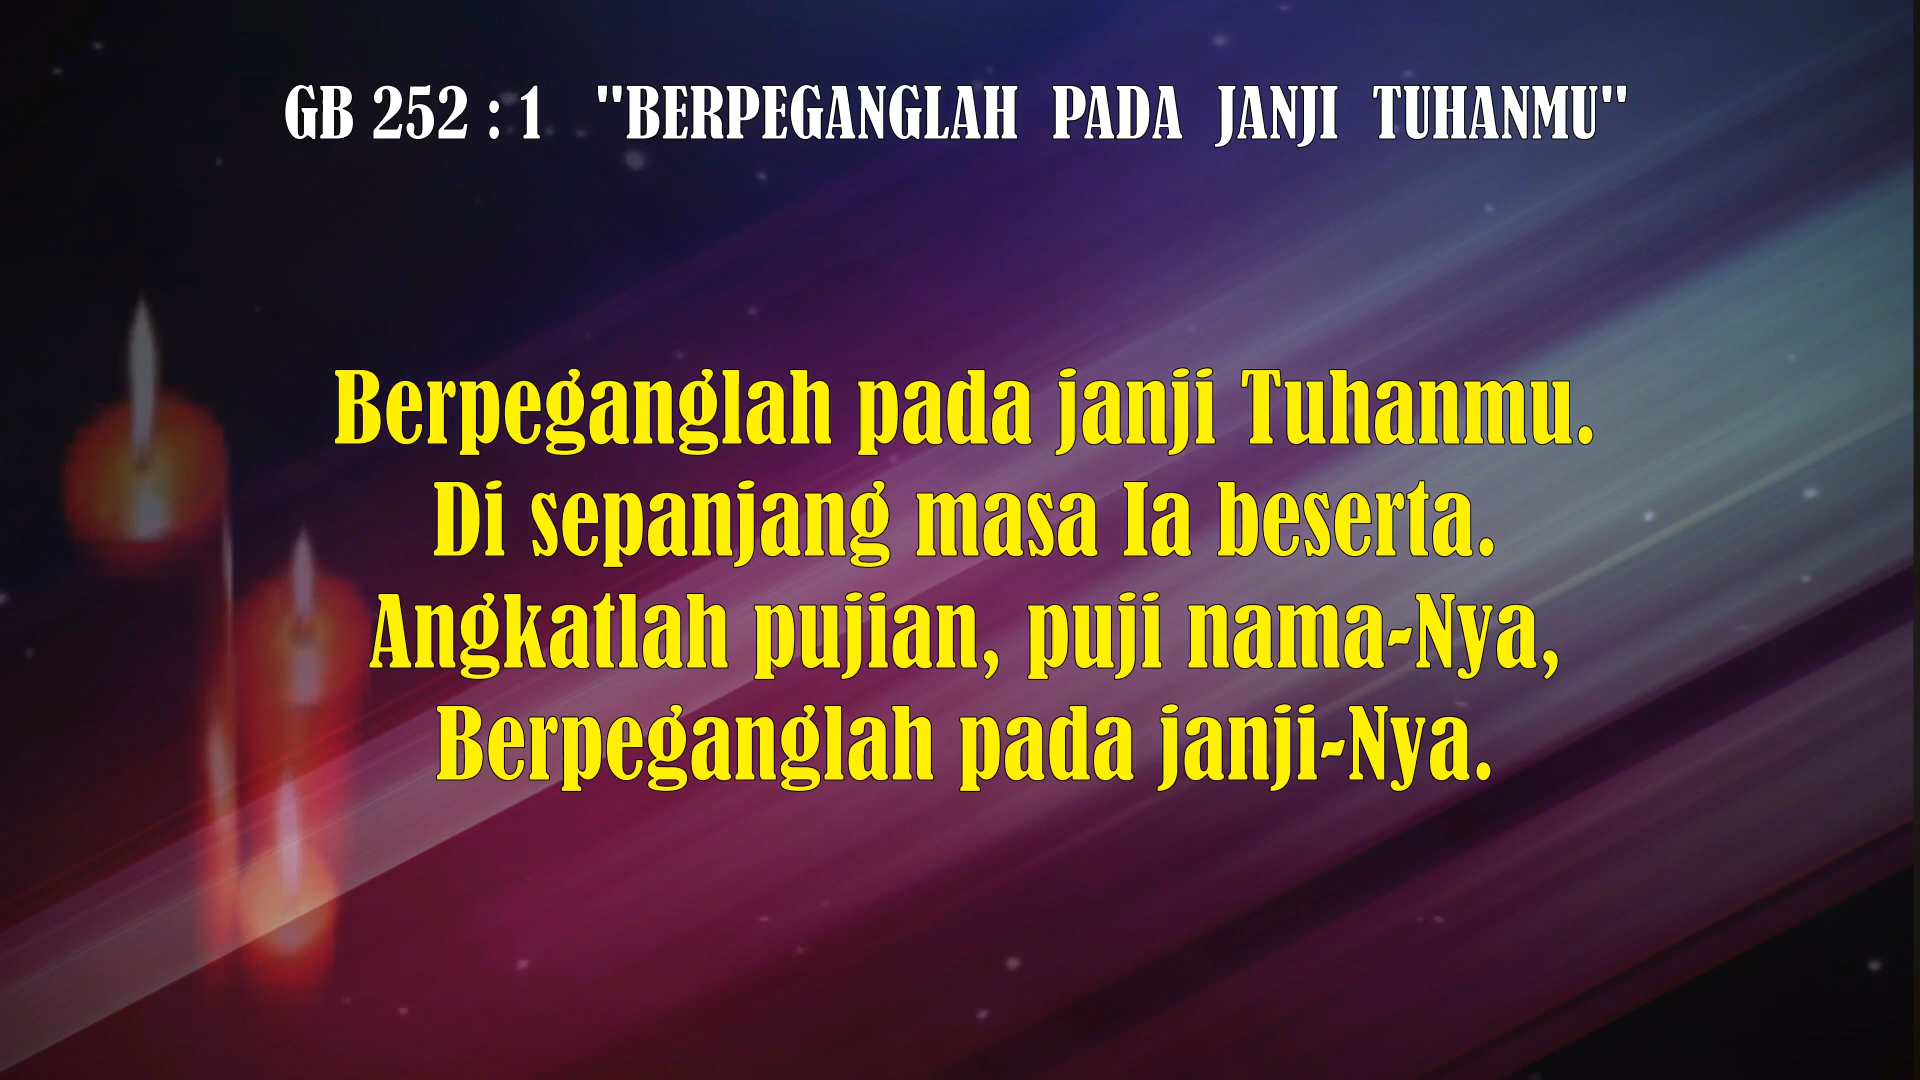 GB 252 : 1 "BERPEGANGLAH PADA JANJI TUHANMU"
Berpeganglah pada janji Tuhanmu.
Di sepanjang masa Ia beserta.
Angkatlah pujian, puji nama-Nya,
Berpeganglah pada janji-Nya.